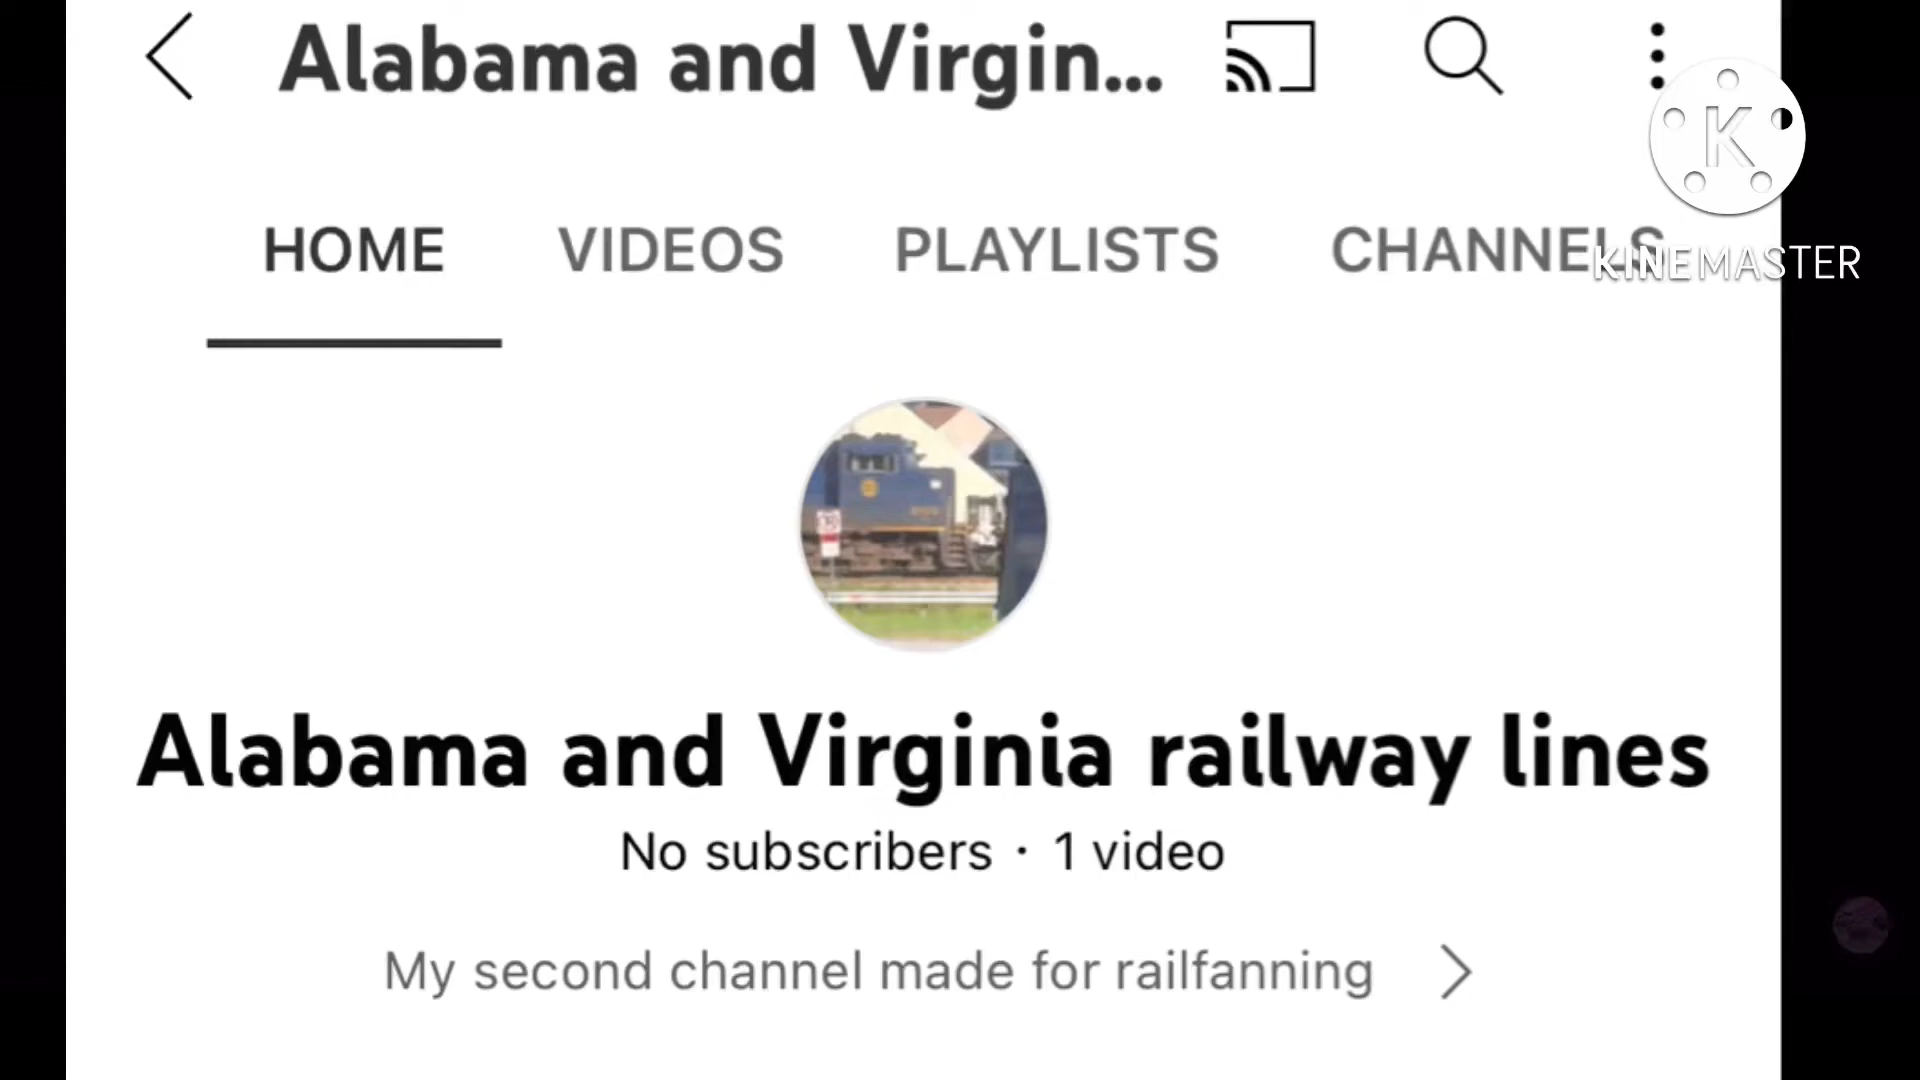 Alabama and Virgin...
K
HOME VIDEOS PLAYLISTS CHANNELS
KINEMASTER
Alabama and Virginia railway lines
No subscribers · 1 video
My second channel made for railfanning